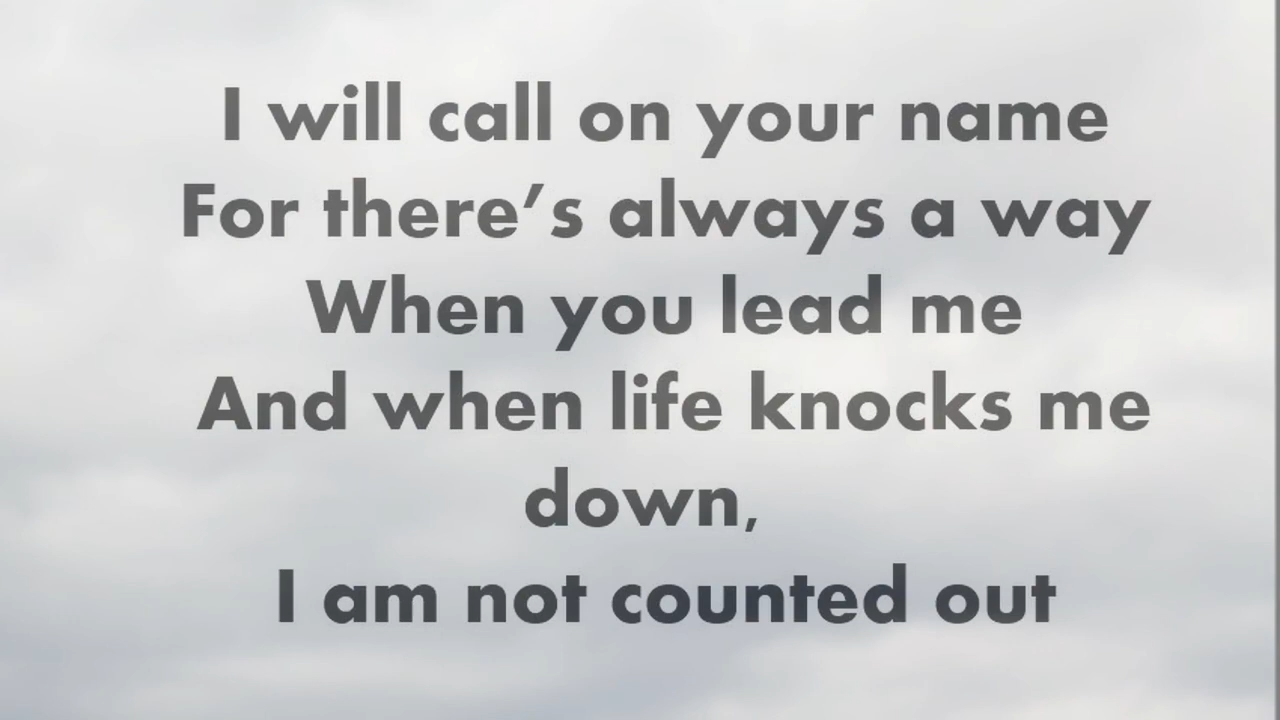 I will call on your name
For there’s always a way
When you lead me
And when life knocks me
down,
I am not counted out